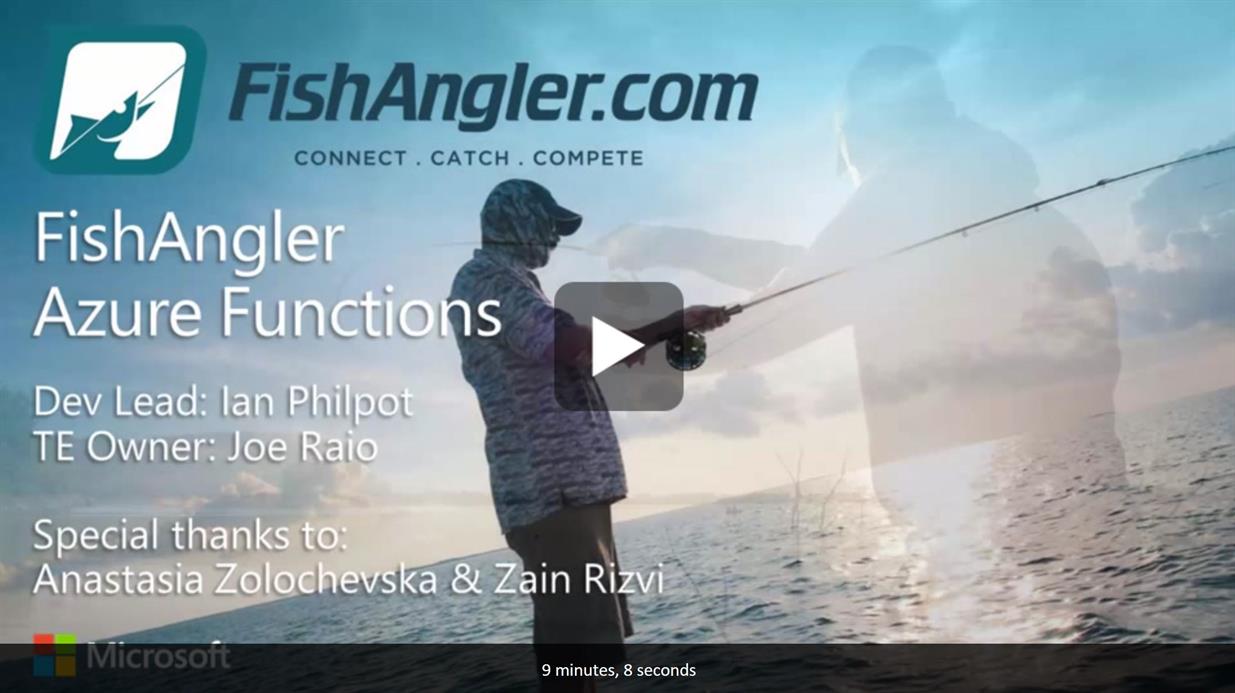 FishAngler.com
CONNECT . CATCH . COMPETE
FishAngler
Azure Functions
Dev Lead: Ian Philpot
TE Owner: Joe Raio
Special thanks to:
Anastasia Zolochevska & Zain Rizvi
Microsoft
9 minutes, 8 seconds